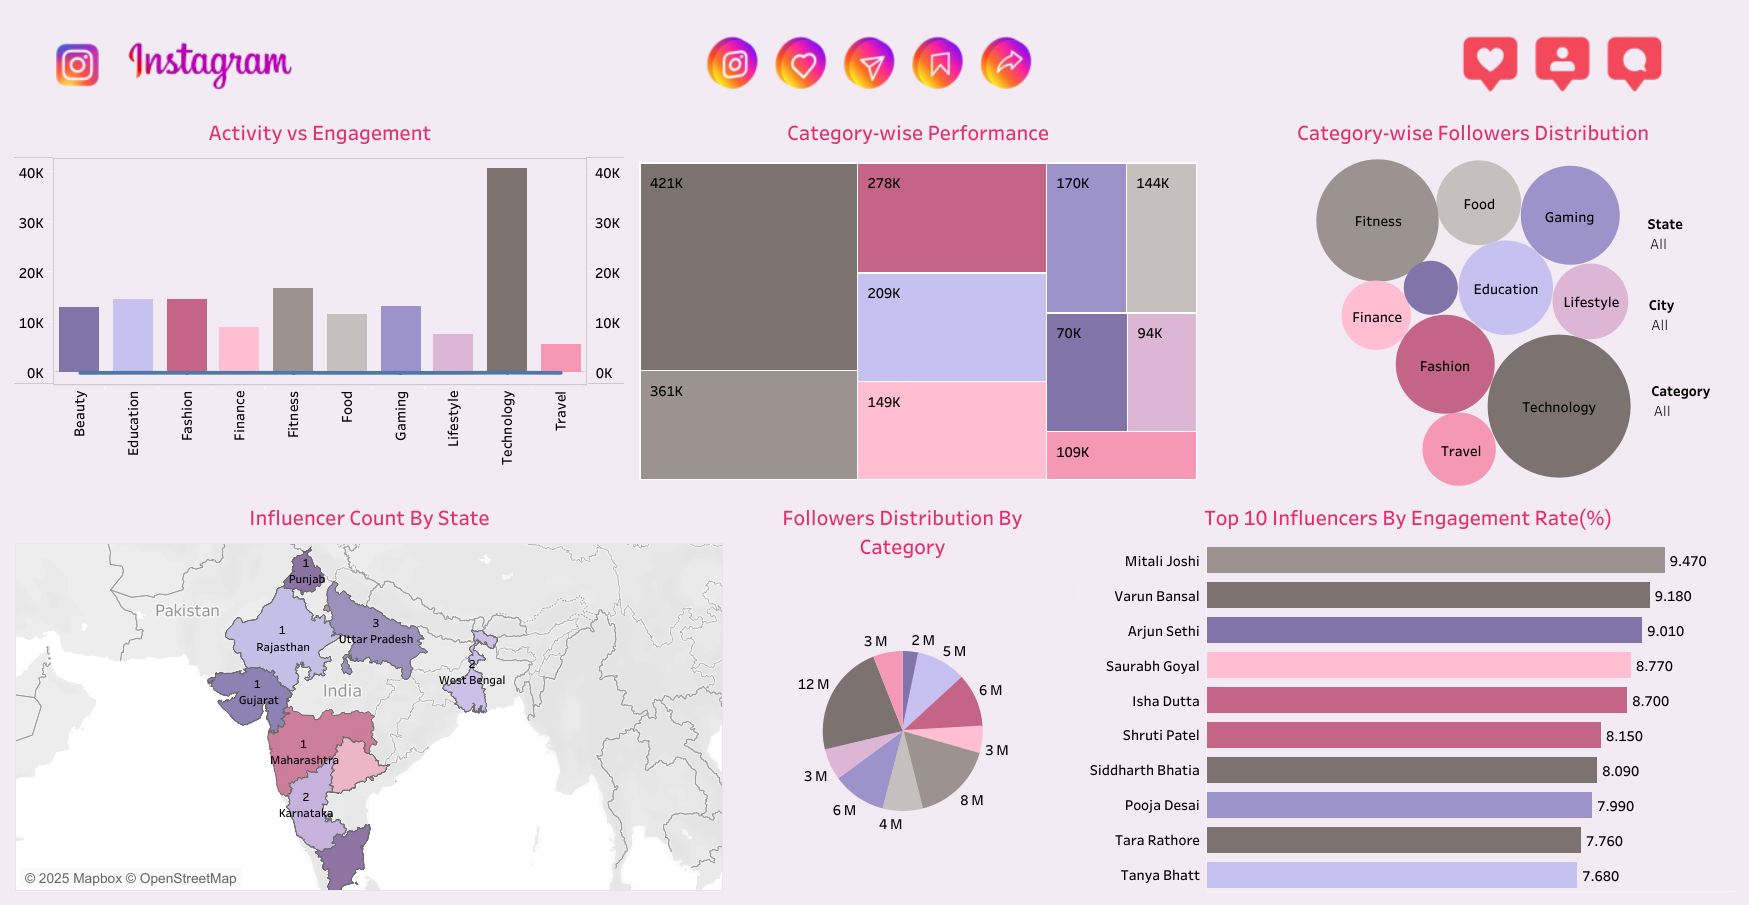 Instagram
Activity vs Engagement
40K
30K
20K
10K
0K
40K
30K
20K
10K
0K
Beauty
Education
Fashion
Finance
Fitness
Food
Gaming
Lifestyle
Technology
Travel
Category-wise Performance
421K
278K
170K
144K
209K
70K
94K
361K
149K
109K
Category-wise Followers Distribution
Fitness
Food
Gaming
Education
Lifestyle
Finance
Fashion
Technology
Travel
State
All
City
All
Category
All
Influencer Count By State
1
Punjab
Pakistan
1
Rajasthan
3
Uttar Pradesh
2
West Bengal
1
Gujarat
India
1
Maharashtra
2
Karnataka
© 2025 Mapbox © OpenStreetMap
Followers Distribution By
Category
3 M
2 M
5 M
12 M
6 M
3 M
3 M
8 M
6 M
4 M
Top 10 Influencers By Engagement Rate(%)
Mitali Joshi 9.470
Varun Bansal 9.180
Arjun Sethi 9.010
Saurabh Goyal 8.770
Isha Dutta 8.700
Shruti Patel 8.150
Siddharth Bhatia 8.090
Pooja Desai 7.990
Tara Rathore 7.760
Tanya Bhatt 7.680